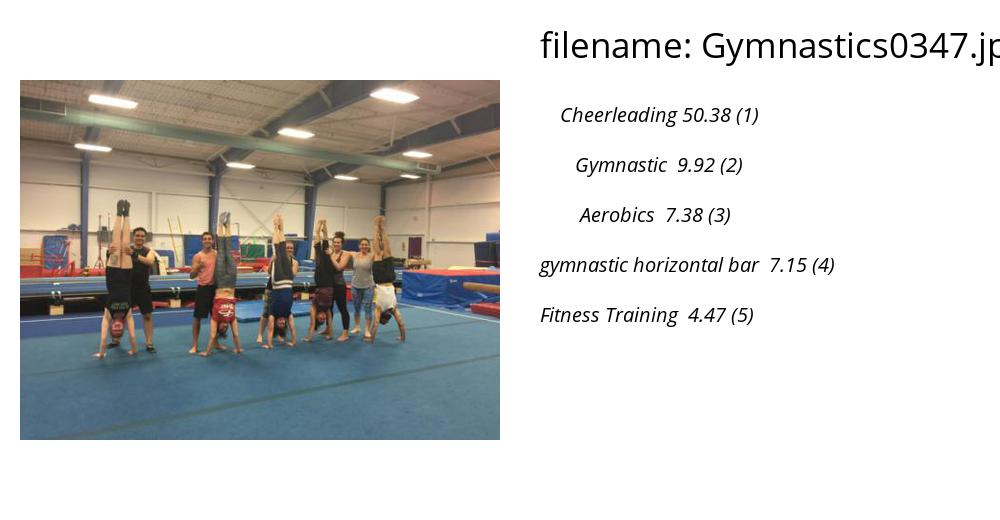 filename: Gymnastics0347.jp
Cheerleading 50.38 (1)
Gymnastic 9.92 (2)
Aerobics 7.38 (3)
gymnastic horizontal bar 7.15 (4)
Fitness Training 4.47 (5)